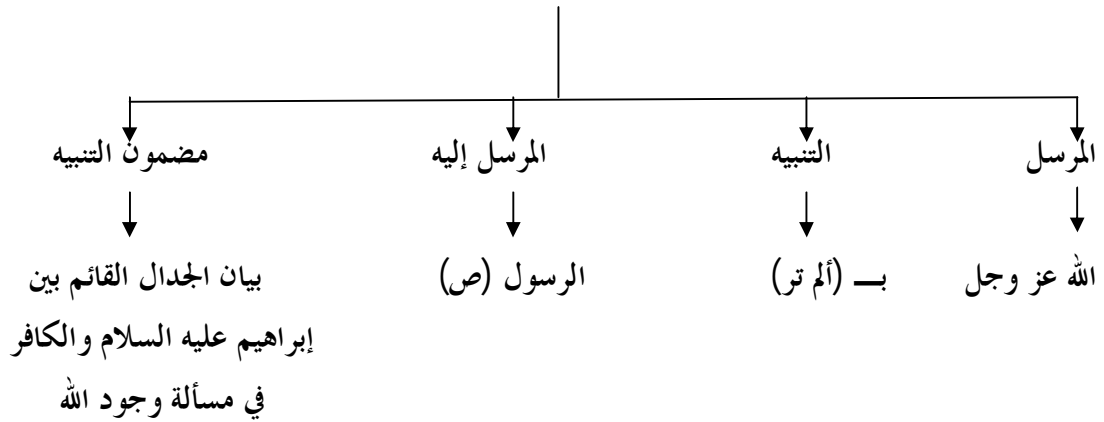 المرسل
التنبيه
المرسل إليه
مضمون التنبيه
الله عز وجل
بــ (ألم تر)
الرسول (ص)
بيان الجدال القائم بين
إبراهيم عليه السلام والكافر
في مسألة وجود الله